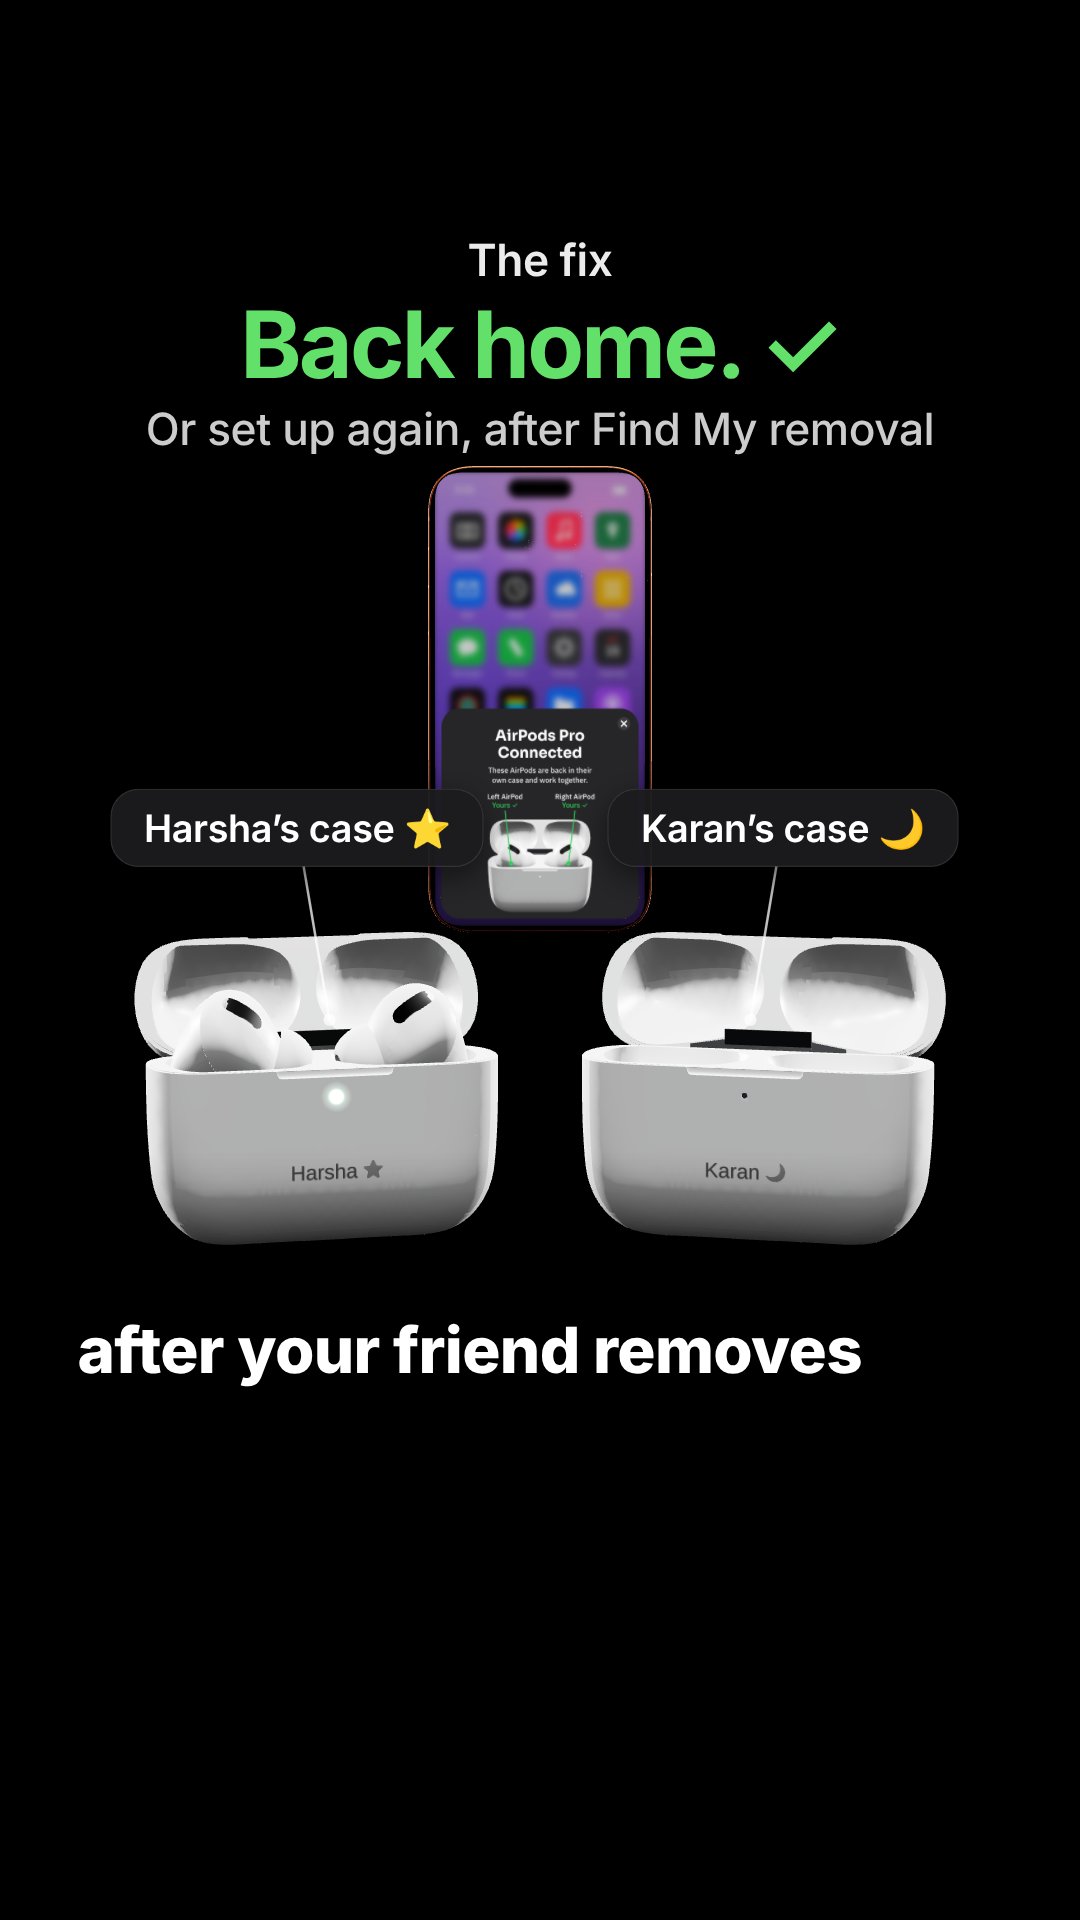 The fix
Back home. ✓
Or set up again, after Find My removal
AirPods Pro
Connected
These AirPods are back in their
own case and work together.
Left AirPod
Yours ✓
Right AirPod
Yours ✓
Harsha’s case ⭐
Karan’s case 🌙
Harsha ★
Karan 🌙
after your friend removes